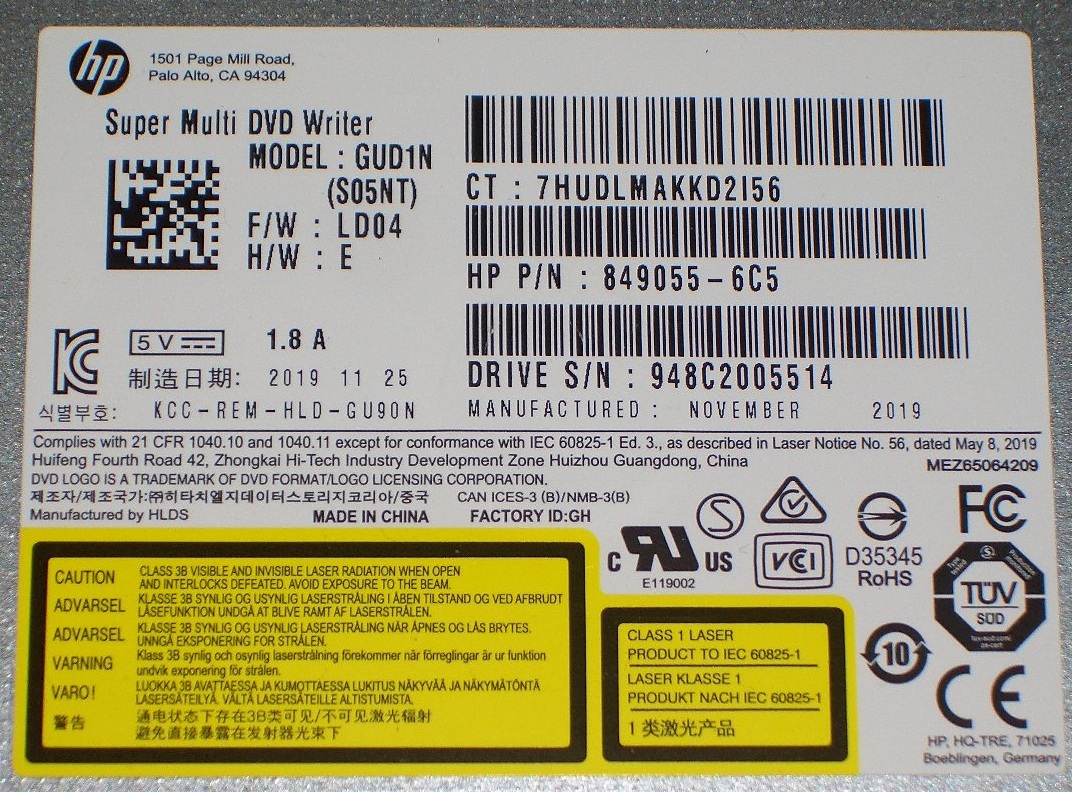 hp
1501 Page Mill Road,
Palo Alto, CA 94304
Super Multi DVD Writer
MODEL : GUD1N
(S05NT)
F/W : LD04
H/W : E
CT : 7HUDLMAKKD2I56
HP P/N : 849055-6C5
DRIVE S/N : 948C2005514
MANUFACTURED : NOVEMBER 2019
5 V 1.8 A
制造日期: 2019 11 25
식별부호: KCC-REM-HLD-GU90N
Complies with 21 CFR 1040.10 and 1040.11 except for conformance with IEC 60825-1 Ed. 3., as described in Laser Notice No. 56, dated May 8, 2019
Huifeng Fourth Road 42, Zhongkai Hi-Tech Industry Development Zone Huizhou Guangdong, China
MEZ65064209
DVD LOGO IS A TRADEMARK OF DVD FORMAT/LOGO LICENSING CORPORATION.
제조자/제조국가:㈜히타치엘지데이터스토리지코리아/중국 CAN ICES-3 (B)/NMB-3(B)
Manufactured by HLDS MADE IN CHINA FACTORY ID:GH
c RU US
E119002
S
VCI
D35345
RoHS
FC
TÜV
SÜD
10
CE
HP, HQ-TRE, 71025
Boeblingen, Germany
CAUTION CLASS 3B VISIBLE AND INVISIBLE LASER RADIATION WHEN OPEN
AND INTERLOCKS DEFEATED. AVOID EXPOSURE TO THE BEAM.
ADVARSEL KLASSE 3B SYNLIG OG USYNLIG LASERSTRÅLING I ÅBEN TILSTAND OG VED AFBRUDT
LÅSEFUNKTION UNDGÅ AT BLIVE RAMT AF LASERSTRÅLEN.
ADVARSEL KLASSE 3B SYNLIG OG USYNLIG LASERSTRÅLING NÅR ÅPNES OG LÅS BRYTES.
UNNGÅ EKSPONERING FOR STRÅLEN.
VARNING Klass 3B synlig och osynlig laserstrålning förekommer når förreglingar är ur funktion
undvik exponering för strålen.
VARO! LUOKKA 3B AVATTAESSA JA KUMOTTAESSA LUKITUS NÄKYVÄÄ JA NÄKYMÄTÖNTÄ
LASERSÄTEILYÄ. VÄLTÄ LASERSÄTEILLE ALTISTUMISTA.
警告 通电状态下存在3B类可见/不可见激光辐射
避免直接暴露在发射器光束下
CLASS 1 LASER
PRODUCT TO IEC 60825-1
LASER KLASSE 1
PRODUKT NACH IEC 60825-1
1 类激光产品